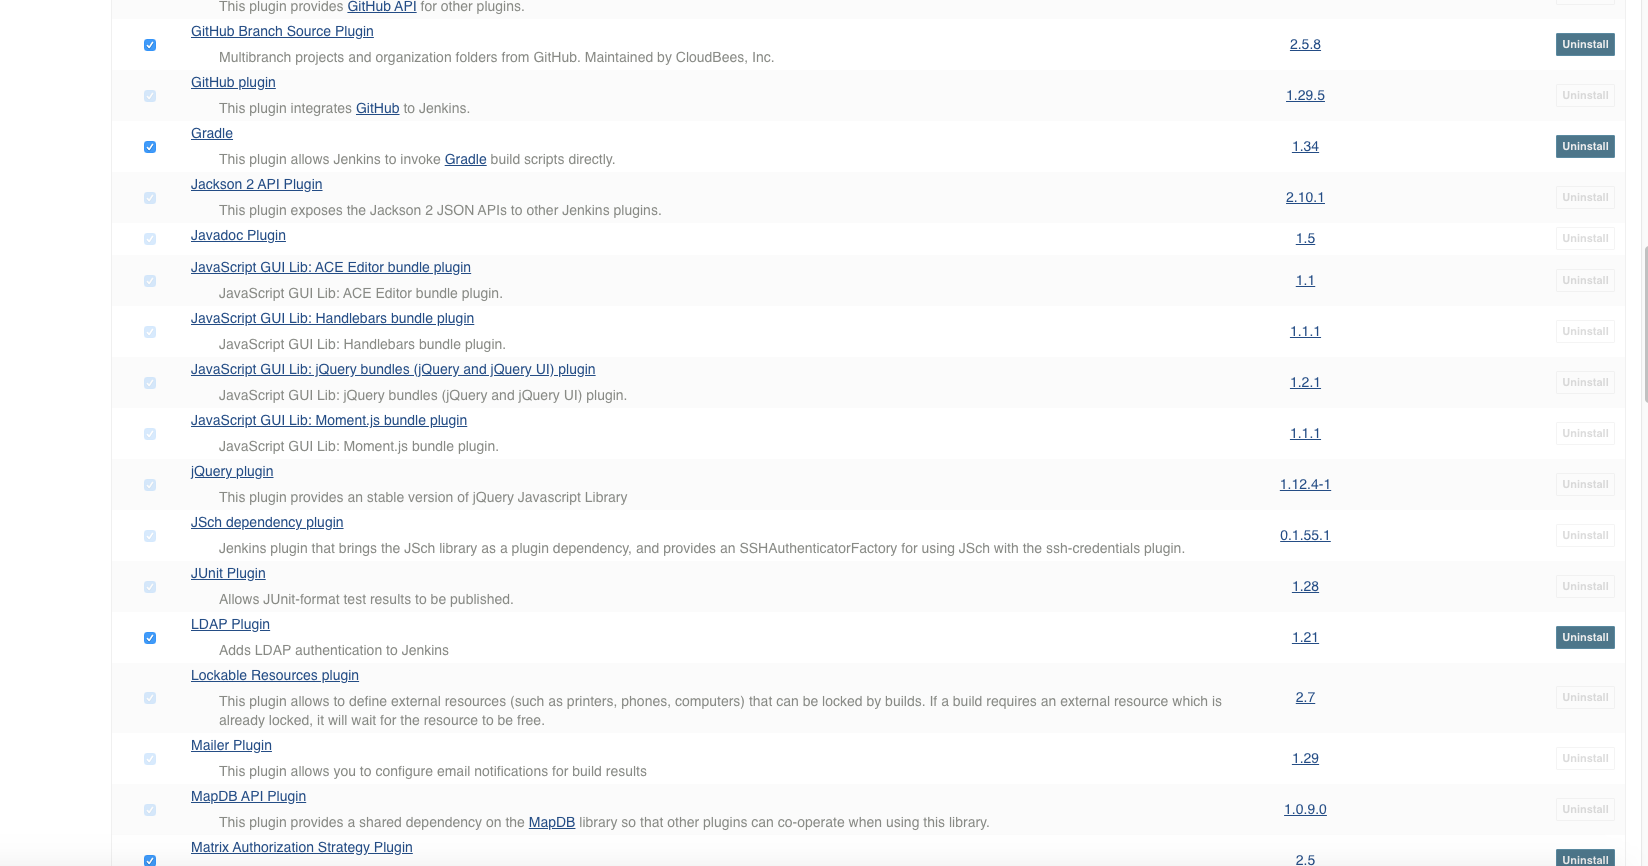 This plugin provides GitHub API for other plugins.
GitHub Branch Source Plugin
Multibranch projects and organization folders from GitHub. Maintained by CloudBees, Inc.
2.5.8
Uninstall
GitHub plugin
This plugin integrates GitHub to Jenkins.
1.29.5
Uninstall
Gradle
This plugin allows Jenkins to invoke Gradle build scripts directly.
1.34
Uninstall
Jackson 2 API Plugin
This plugin exposes the Jackson 2 JSON APIs to other Jenkins plugins.
2.10.1
Uninstall
Javadoc Plugin
1.5
Uninstall
JavaScript GUI Lib: ACE Editor bundle plugin
JavaScript GUI Lib: ACE Editor bundle plugin.
1.1
Uninstall
JavaScript GUI Lib: Handlebars bundle plugin
JavaScript GUI Lib: Handlebars bundle plugin.
1.1.1
Uninstall
JavaScript GUI Lib: jQuery bundles (jQuery and jQuery UI) plugin
JavaScript GUI Lib: jQuery bundles (jQuery and jQuery UI) plugin.
1.2.1
Uninstall
JavaScript GUI Lib: Moment.js bundle plugin
JavaScript GUI Lib: Moment.js bundle plugin.
1.1.1
Uninstall
jQuery plugin
This plugin provides an stable version of jQuery Javascript Library
1.12.4-1
Uninstall
JSch dependency plugin
Jenkins plugin that brings the JSch library as a plugin dependency, and provides an SSHAuthenticatorFactory for using JSch with the ssh-credentials plugin.
0.1.55.1
Uninstall
JUnit Plugin
Allows JUnit-format test results to be published.
1.28
Uninstall
LDAP Plugin
Adds LDAP authentication to Jenkins
1.21
Uninstall
Lockable Resources plugin
This plugin allows to define external resources (such as printers, phones, computers) that can be locked by builds. If a build requires an external resource which is
already locked, it will wait for the resource to be free.
2.7
Uninstall
Mailer Plugin
This plugin allows you to configure email notifications for build results
1.29
Uninstall
MapDB API Plugin
This plugin provides a shared dependency on the MapDB library so that other plugins can co-operate when using this library.
1.0.9.0
Uninstall
Matrix Authorization Strategy Plugin
2.5
Uninstall